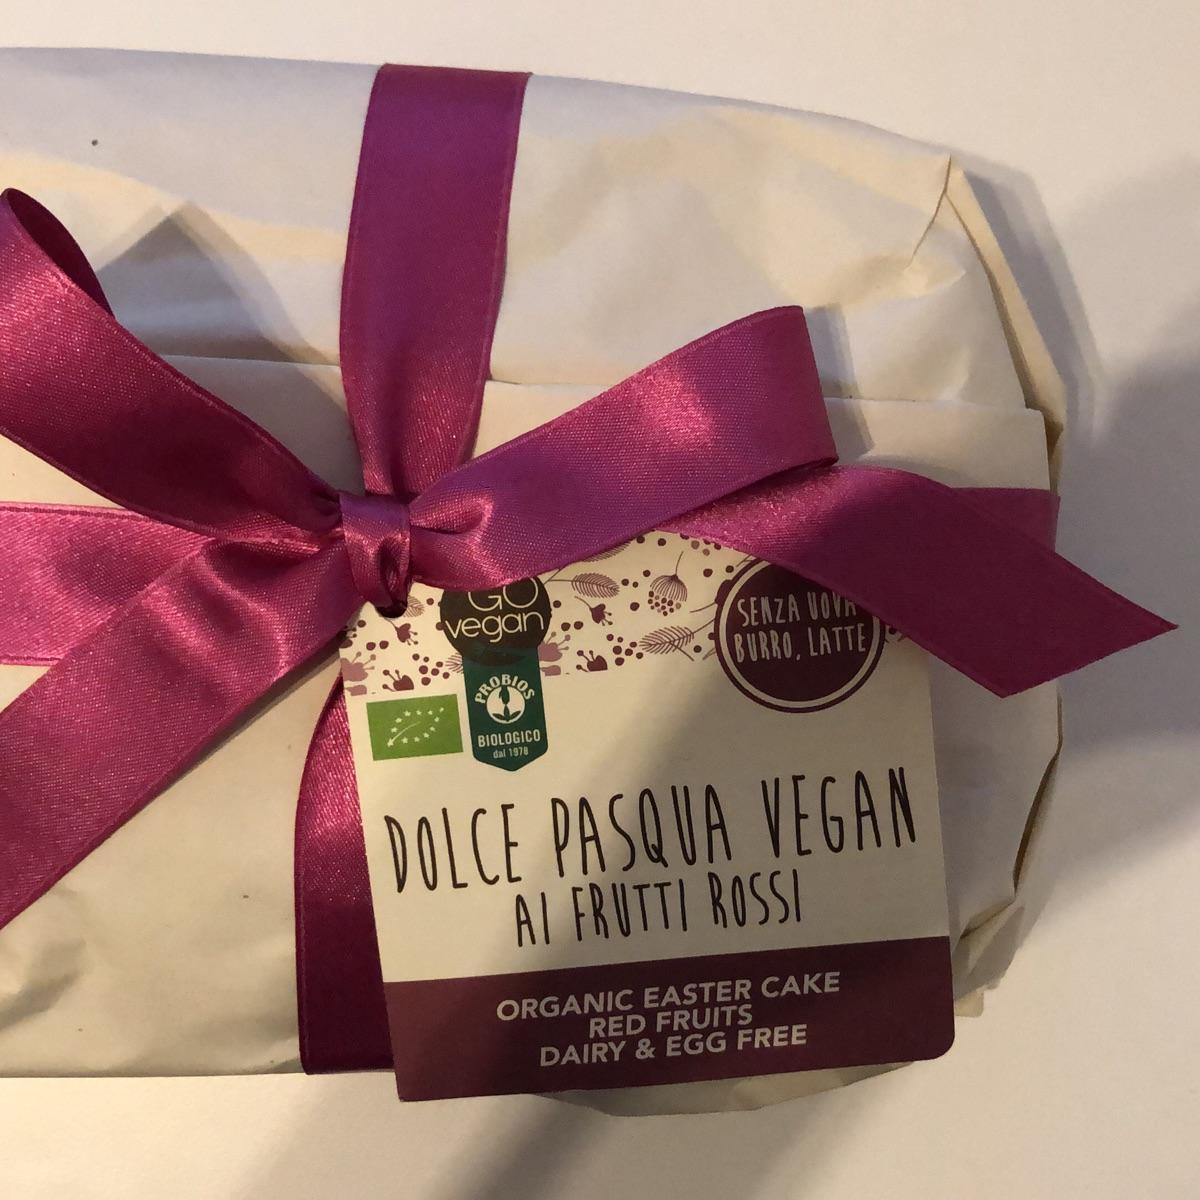 GO
vegan
SENZA UOVA
BURRO, LATTE
PROBIOS
BIOLOGICO
dal 1978
DOLCE PASQUA VEGAN
AI FRUTTI ROSSI
ORGANIC EASTER CAKE
RED FRUITS
DAIRY & EGG FREE